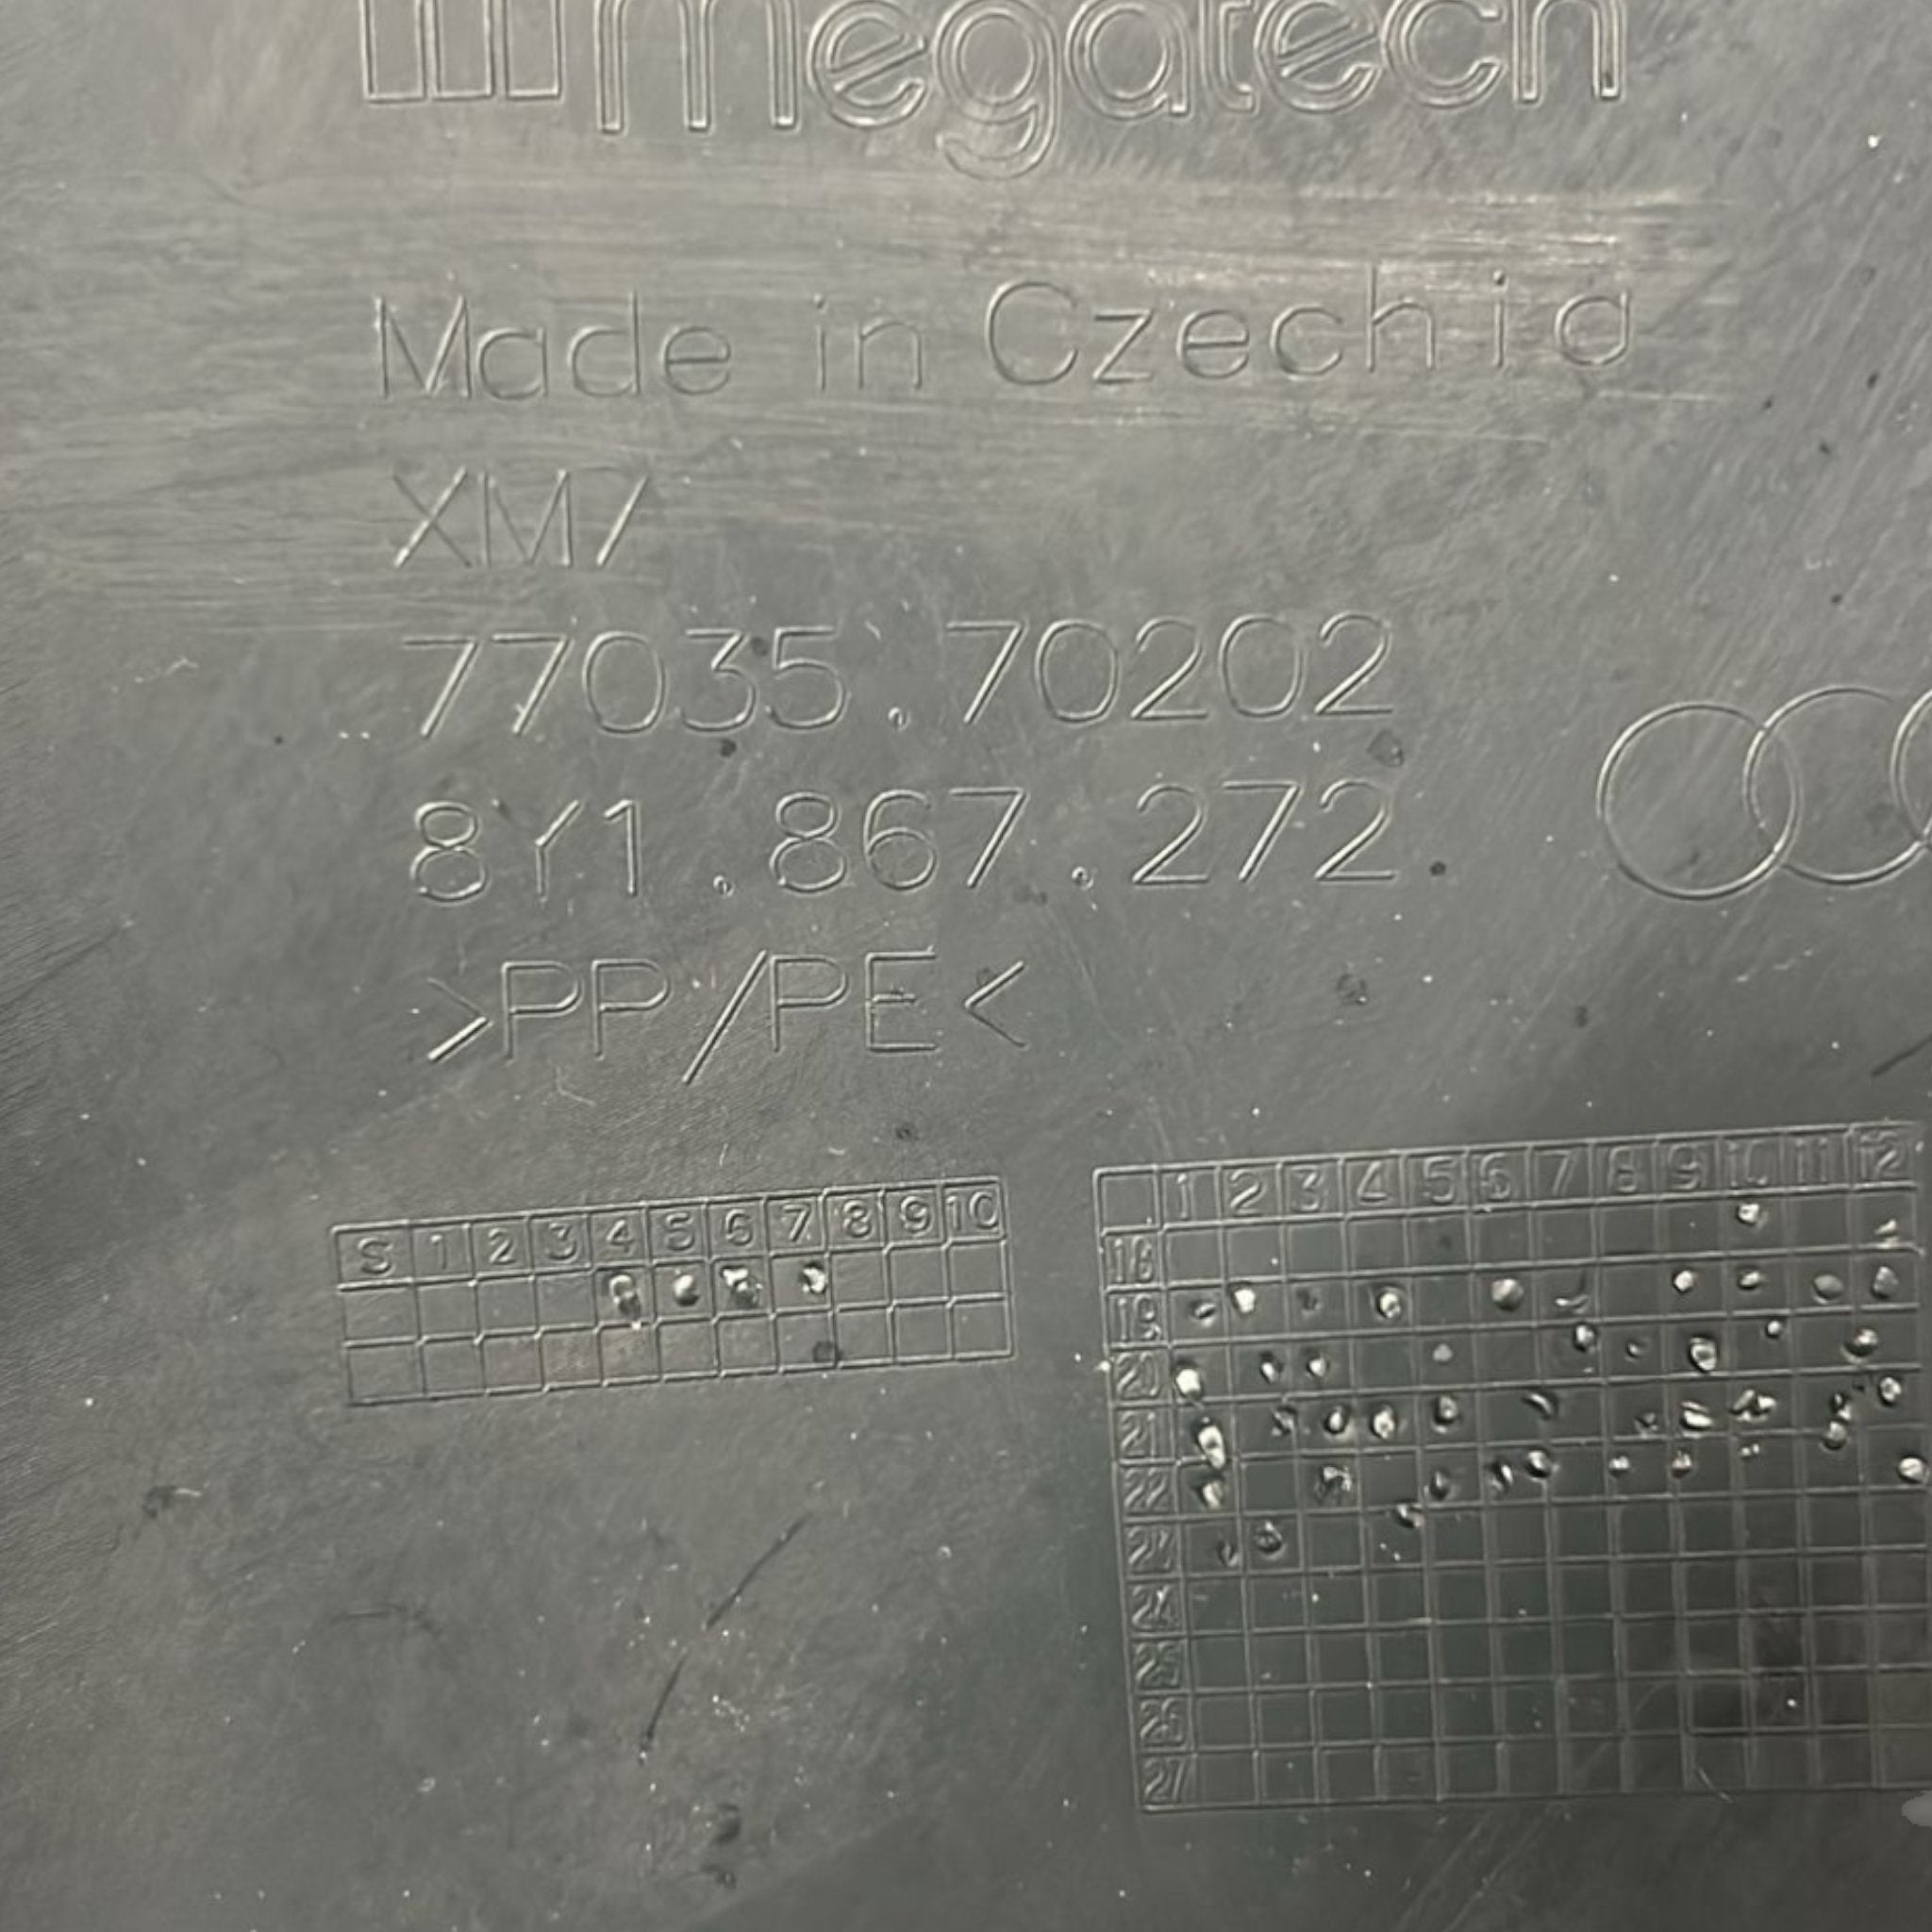 megatech
Made in Czechia
XM7
77035.70202
8Y1.867.272.
>PP/PE<
S 1 2 3 4 5 6 7 8 9 10
1 2 3 4 5 6 7 8 9 10 11 12
18
19
20
21
22
23
24
25
26
27